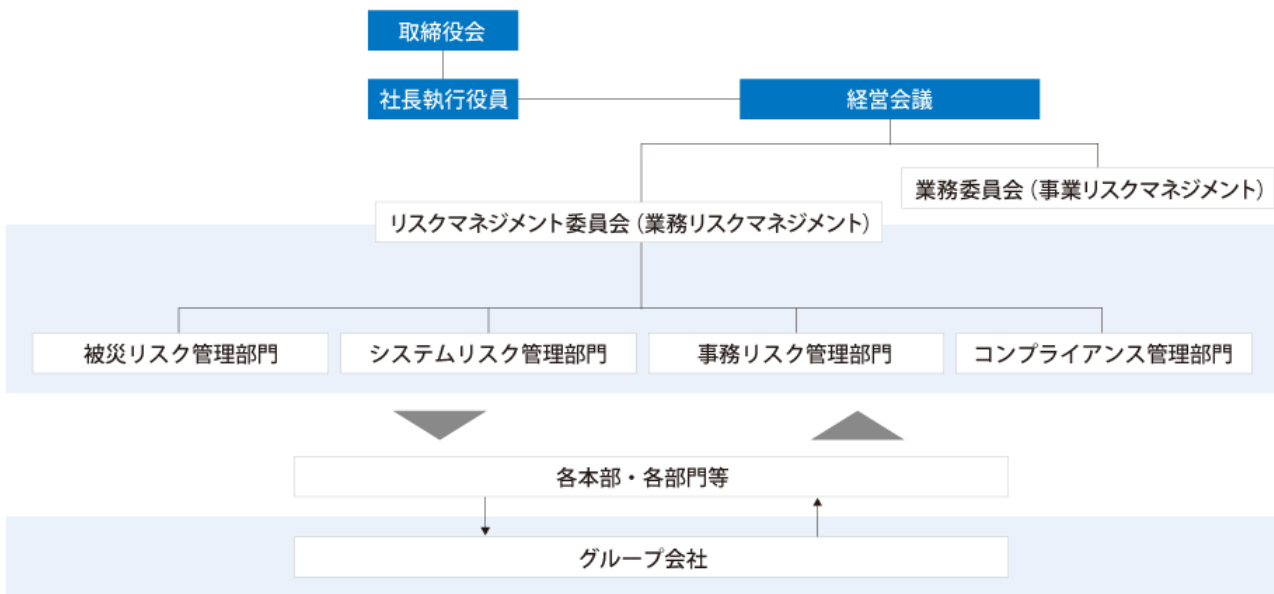 取締役会
社長執行役員
経営会議
業務委員会（事業リスクマネジメント）
リスクマネジメント委員会（業務リスクマネジメント）
被災リスク管理部門
システムリスク管理部門
事務リスク管理部門
コンプライアンス管理部門
各本部・各部門等
グループ会社